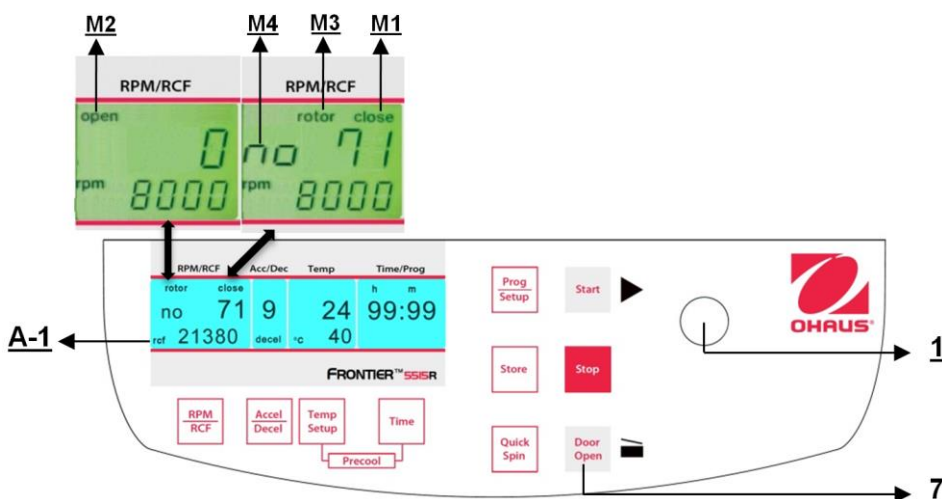 M2 M4 M3 M1
RPM/RCF RPM/RCF
open rotor close
0 no 71
rpm 8000 rpm 8000
RPM/RCF Acc/Dec Temp Time/Prog
rotor close h m
no 71 9 24 99:99
rcf 21380 decel °C 40
A-1
FRONTIER™ 5515R
RPM
RCF
Accel
Decel
Temp
Setup
Time
Precool
Prog
Setup
Start
Store
Stop
Quick
Spin
Door
Open
OHAUS®
1
7